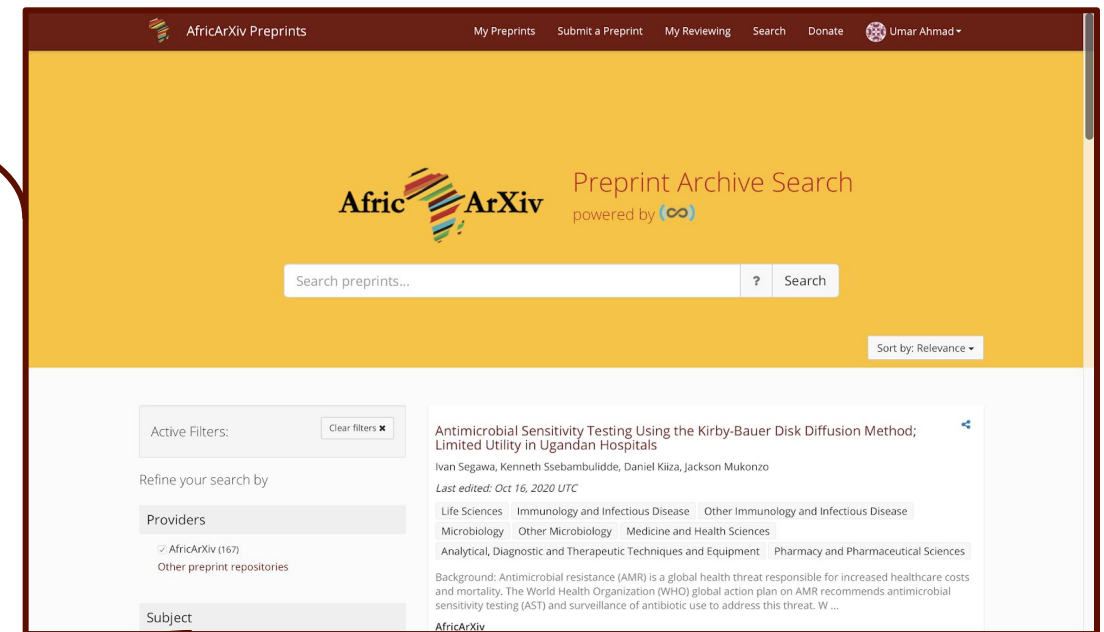 AfricArXiv Preprints My Preprints Submit a Preprint My Reviewing Search Donate Umar Ahmad
Afric ArXiv
Preprint Archive Search
powered by
Search preprints... ? Search
Sort by: Relevance
Active Filters: Clear filters ✖
Refine your search by
Providers
AfricArXiv (167)
Other preprint repositories
Subject
Antimicrobial Sensitivity Testing Using the Kirby-Bauer Disk Diffusion Method;
Limited Utility in Ugandan Hospitals
Ivan Segawa, Kenneth Ssebambulidde, Daniel Kiiza, Jackson Mukonzo
Last edited: Oct 16, 2020 UTC
Life Sciences Immunology and Infectious Disease Other Immunology and Infectious Disease
Microbiology Other Microbiology Medicine and Health Sciences
Analytical, Diagnostic and Therapeutic Techniques and Equipment Pharmacy and Pharmaceutical Sciences
Background: Antimicrobial resistance (AMR) is a global health threat responsible for increased healthcare costs
and mortality. The World Health Organization (WHO) global action plan on AMR recommends antimicrobial
sensitivity testing (AST) and surveillance of antibiotic use to address this threat. W ...
AfricArXiv